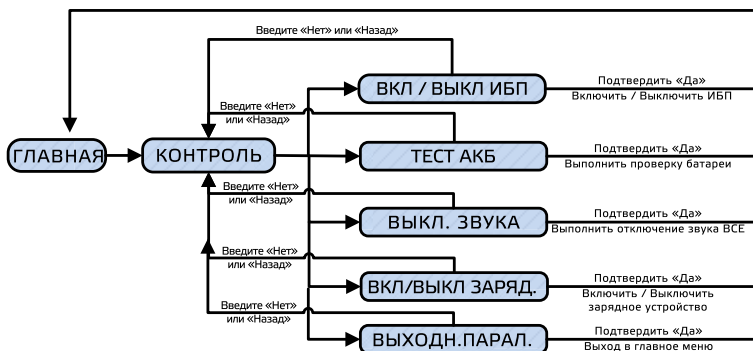 Введите «Нет» или «Назад»
ВКЛ / ВЫКЛ ИБП
Подтвердить «Да»
Включить / Выключить ИБП
Введите «Нет»
или «Назад»
ГЛАВНАЯ
КОНТРОЛЬ
ТЕСТ АКБ
Подтвердить «Да»
Выполнить проверку батареи
Введите «Нет»
или «Назад»
ВЫКЛ. ЗВУКА
Подтвердить «Да»
Выполнить отключение звука ВСЕ
Введите «Нет»
или «Назад»
ВКЛ/ВЫКЛ ЗАРЯД.
Подтвердить «Да»
Включить / Выключить
зарядное устройство
Введите «Нет»
или «Назад»
ВЫХОДН.ПАРАЛ.
Подтвердить «Да»
Выход в главное меню